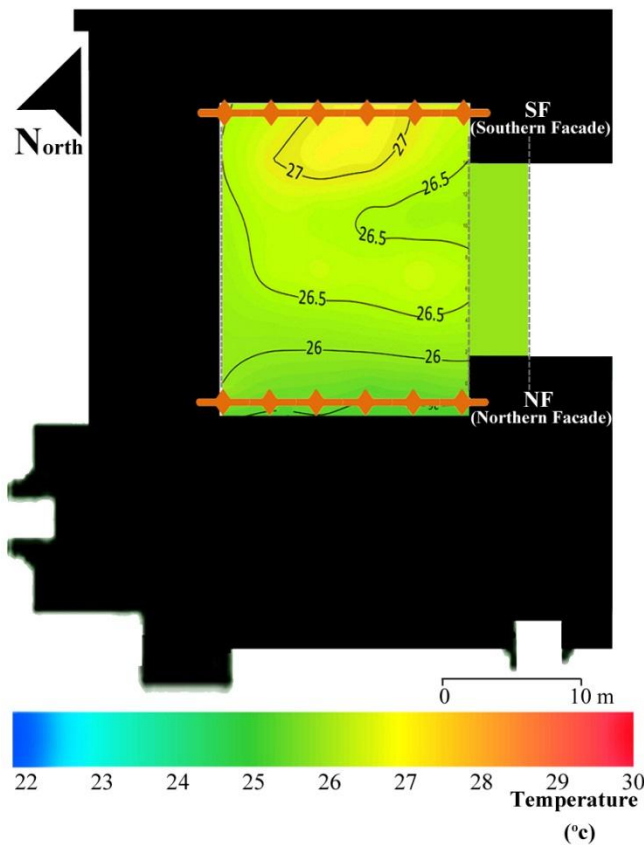 SF
(Southern Facade)
North
27
27
26.5
26.5
26.5
26.5
26
26
NF
(Northern Facade)
0 10 m
22 23 24 25 26 27 28 29 30
Temperature
(°c)